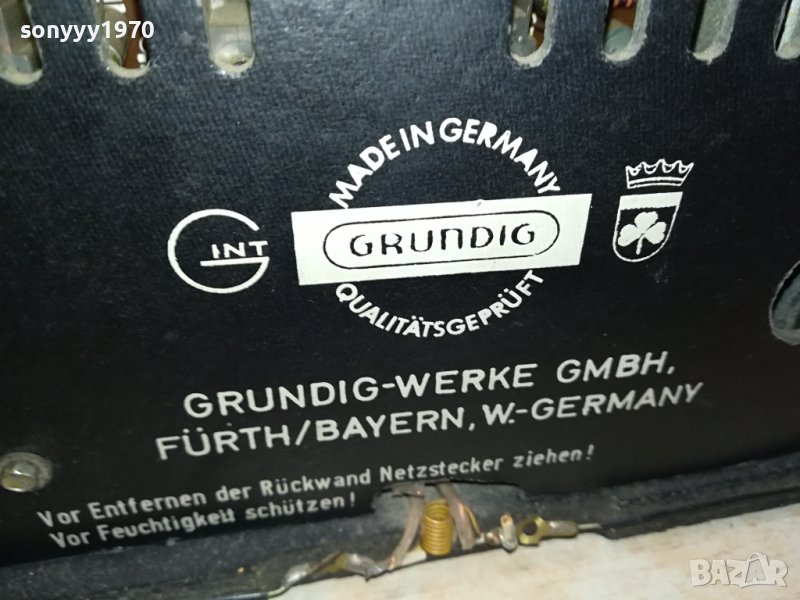 sonyyy1970
MADE IN GERMANY
G INT
GRUNDIG
QUALITÄTSGEPRÜFT
GRUNDIG-WERKE GMBH,
FÜRTH/BAYERN, W.-GERMANY
Vor Entfernen der Rückwand Netzstecker ziehen!
Vor Feuchtigkeit schützen!
BAZAR